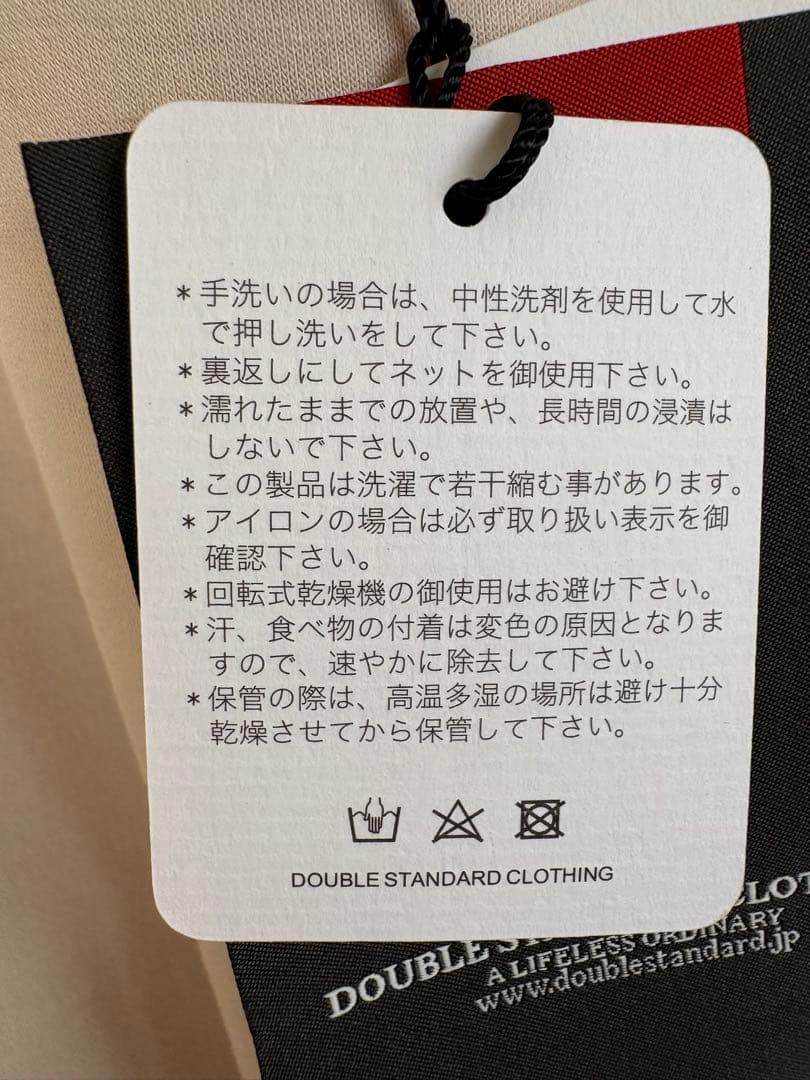 ＊手洗いの場合は、中性洗剤を使用して水
で押し洗いをして下さい。
＊裏返しにしてネットを御使用下さい。
＊濡れたままでの放置や、長時間の浸漬は
しないで下さい。
＊この製品は洗濯で若干縮む事があります。
＊アイロンの場合は必ず取り扱い表示を御
確認下さい。
＊回転式乾燥機の御使用はお避け下さい。
＊汗、食べ物の付着は変色の原因となりま
すので、速やかに除去して下さい。
＊保管の際は、高温多湿の場所は避け十分
乾燥させてから保管して下さい。
DOUBLE STANDARD CLOTHING
DOUBLE
A LIFELESS ORDINARY
www.doublestandard.jp